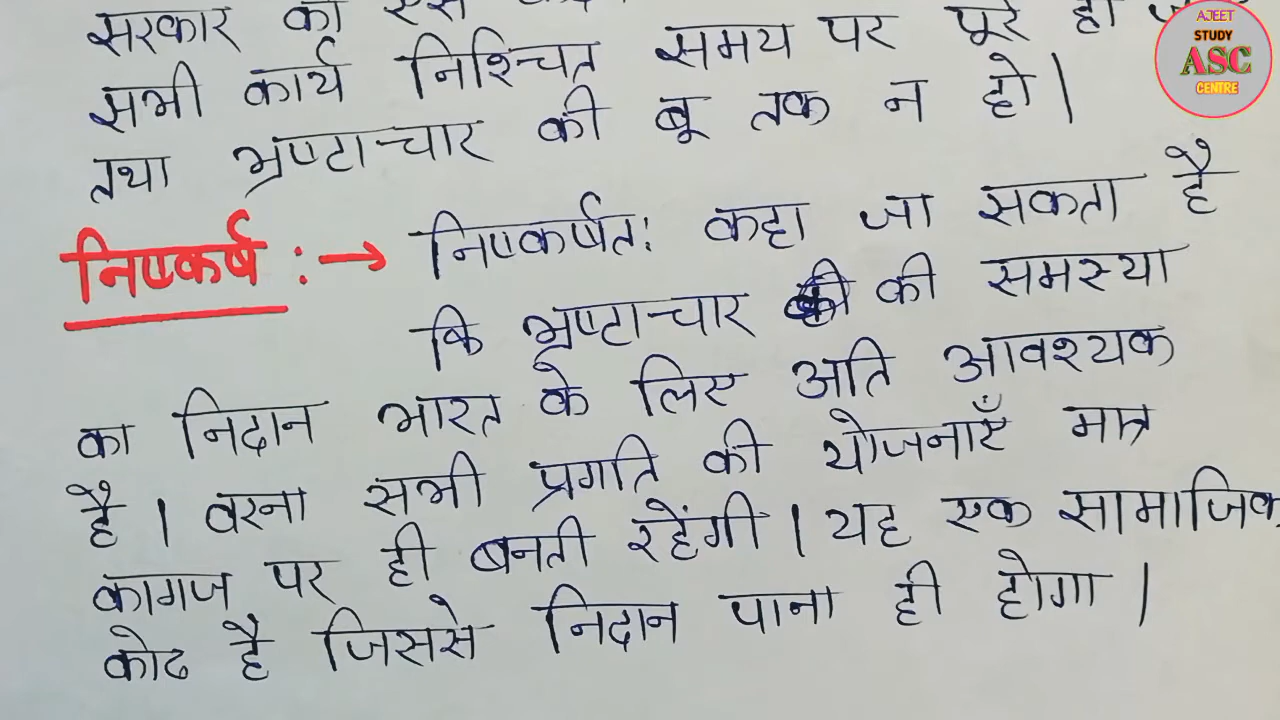 सरकार को
सभी कार्य निश्चित समय पर पूरे हो
तथा भ्रष्टाचार की बू तक न हो।
निष्कर्ष :→ निष्कर्षतः कहा जा सकता है
कि भ्रष्टाचार की की समस्या
का निदान भारत के लिए अति आवश्यक
है। वरना सभी प्रगति की योजनाएँ मात्र
कागज पर ही बनती रहेंगी। यह एक सामाजिक
कोढ है जिससे निदान पाना ही होगा।
AJEET
STUDY
ASC
CENTRE